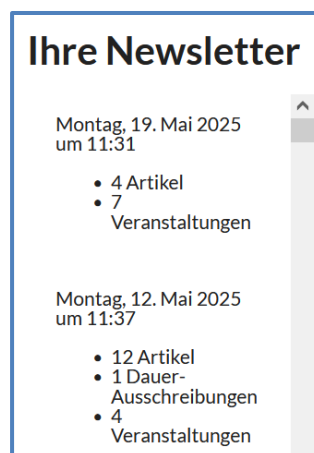 Ihre Newsletter
Montag, 19. Mai 2025
um 11:31
• 4 Artikel
• 7
Veranstaltungen
Montag, 12. Mai 2025
um 11:37
• 12 Artikel
• 1 Dauer-
Ausschreibungen
• 4
Veranstaltungen